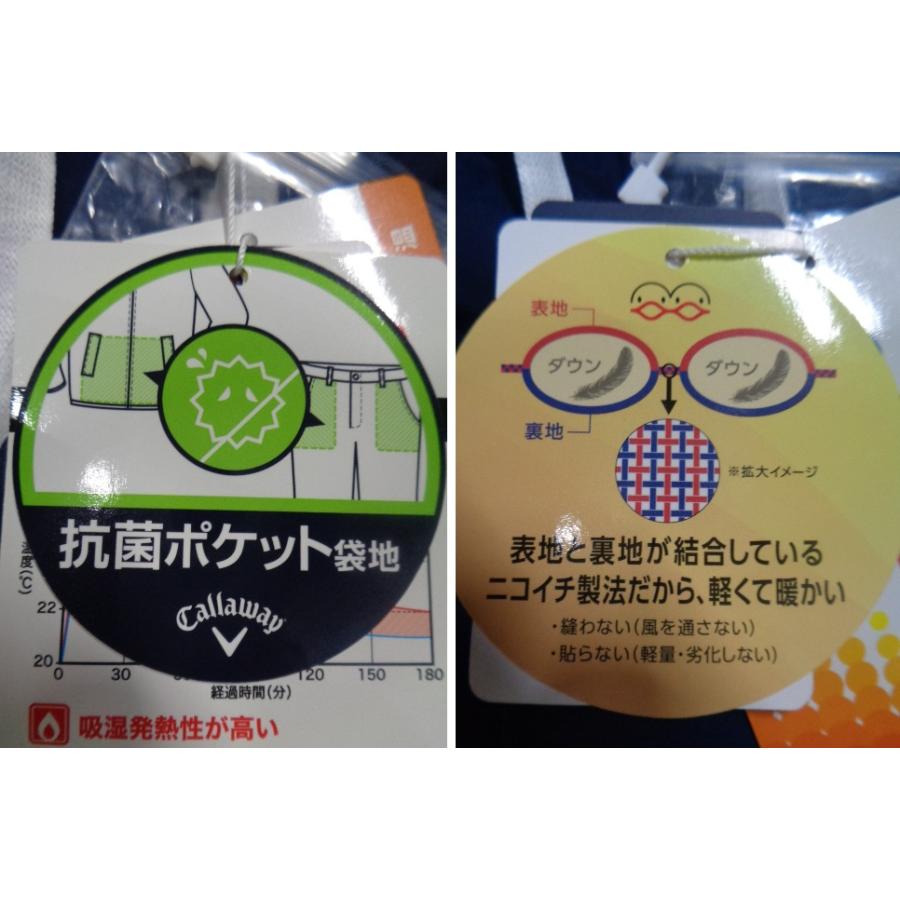 抗菌ポケット袋地
Callaway
温度(℃)
22
20
0
30
120
150
180
経過時間(分)
吸湿発熱性が高い
表地
ダウン
ダウン
裏地
※拡大イメージ
表地と裏地が結合している
ニコイチ製法だから、軽くて暖かい
・縫わない(風を通さない)
・貼らない(軽量・劣化しない)